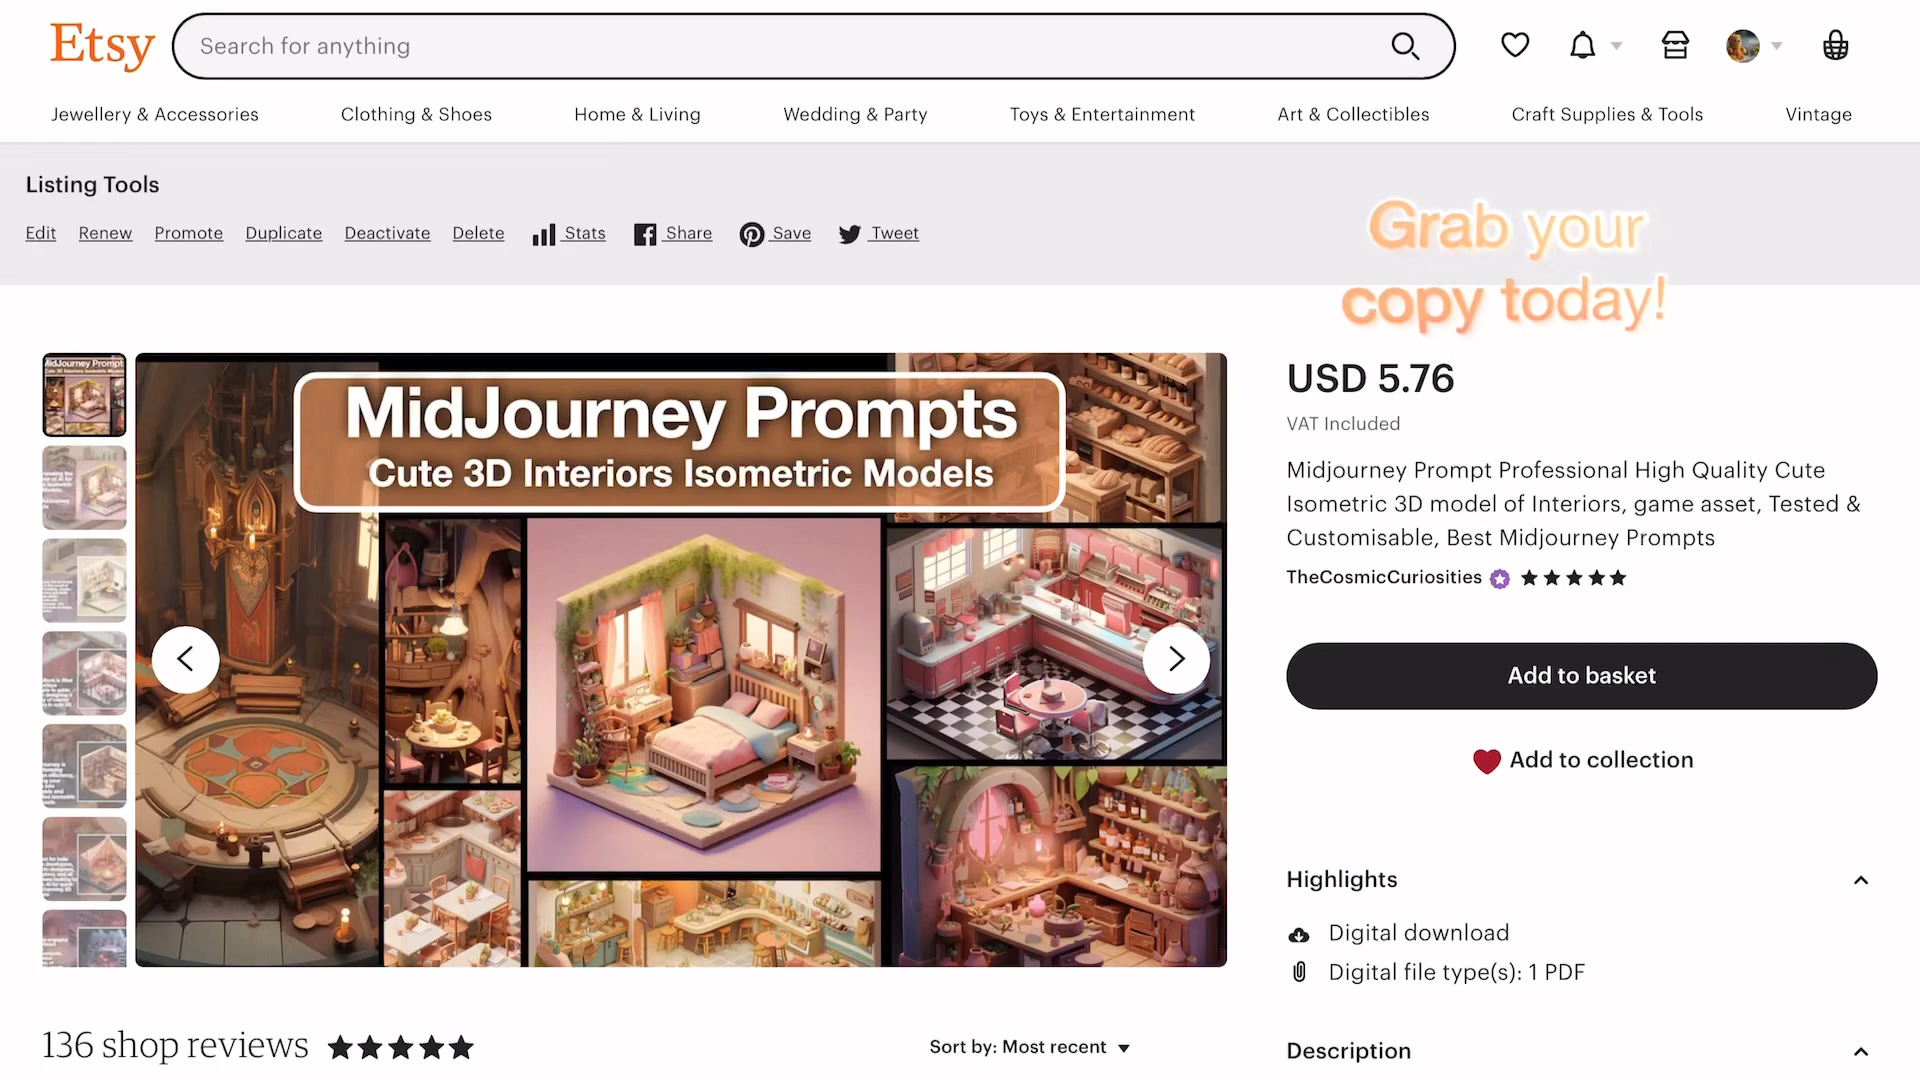 Etsy
Search for anything
Jewellery & Accessories
Clothing & Shoes
Home & Living
Wedding & Party
Toys & Entertainment
Art & Collectibles
Craft Supplies & Tools
Vintage
Listing Tools
Edit Renew Promote Duplicate Deactivate Delete Stats Share Save Tweet
Grab your
copy today!
MidJourney Prompts
Cute 3D Interiors Isometric Models
USD 5.76
VAT Included
Midjourney Prompt Professional High Quality Cute
Isometric 3D model of Interiors, game asset, Tested &
Customisable, Best Midjourney Prompts
TheCosmicCuriosities
Add to basket
Add to collection
Highlights
Digital download
Digital file type(s): 1 PDF
Description
136 shop reviews
Sort by: Most recent